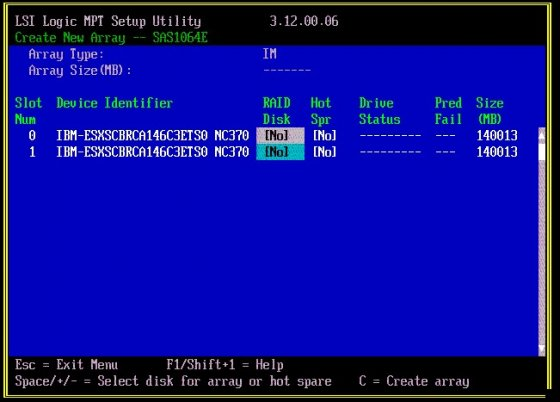 LSI Logic MPT Setup Utility 3.12.00.06
Create New Array -- SAS1064E
Array Type: IM
Array Size(MB): -------
Slot Device Identifier RAID Hot Drive Pred Size
Num Disk Spr Status Fail (MB)
0 IBM-ESXSCBRCA146C3ETS0 NC370 [No] [No] --------- --- 140013
1 IBM-ESXSCBRCA146C3ETS0 NC370 [No] [No] --------- --- 140013
Esc = Exit Menu F1/Shift+1 = Help
Space/+/- = Select disk for array or hot spare C = Create array